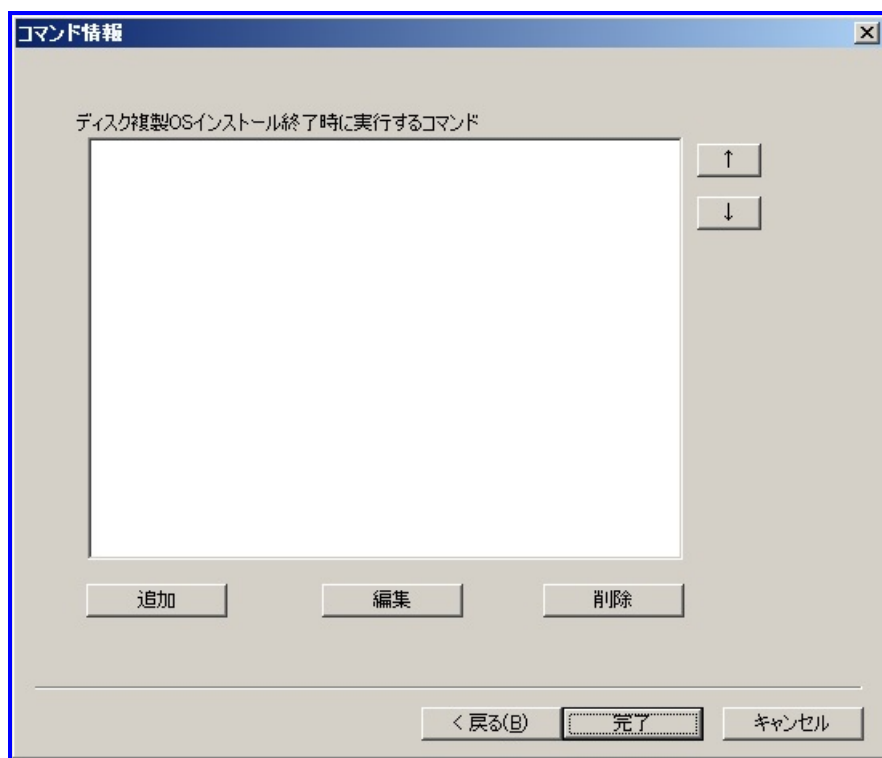 コマンド情報
ディスク複製OSインストール終了時に実行するコマンド
↑
↓
追加
編集
削除
< 戻る(B)
完了
キャンセル